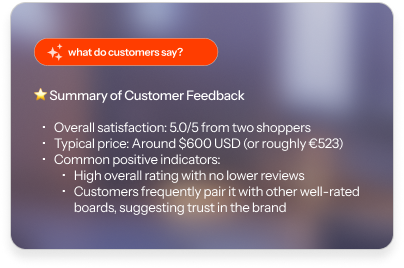 what do customers say?
⭐ Summary of Customer Feedback
• Overall satisfaction: 5.0/5 from two shoppers
• Typical price: Around $600 USD (or roughly €523)
• Common positive indicators:
• High overall rating with no lower reviews
• Customers frequently pair it with other well-rated
boards, suggesting trust in the brand